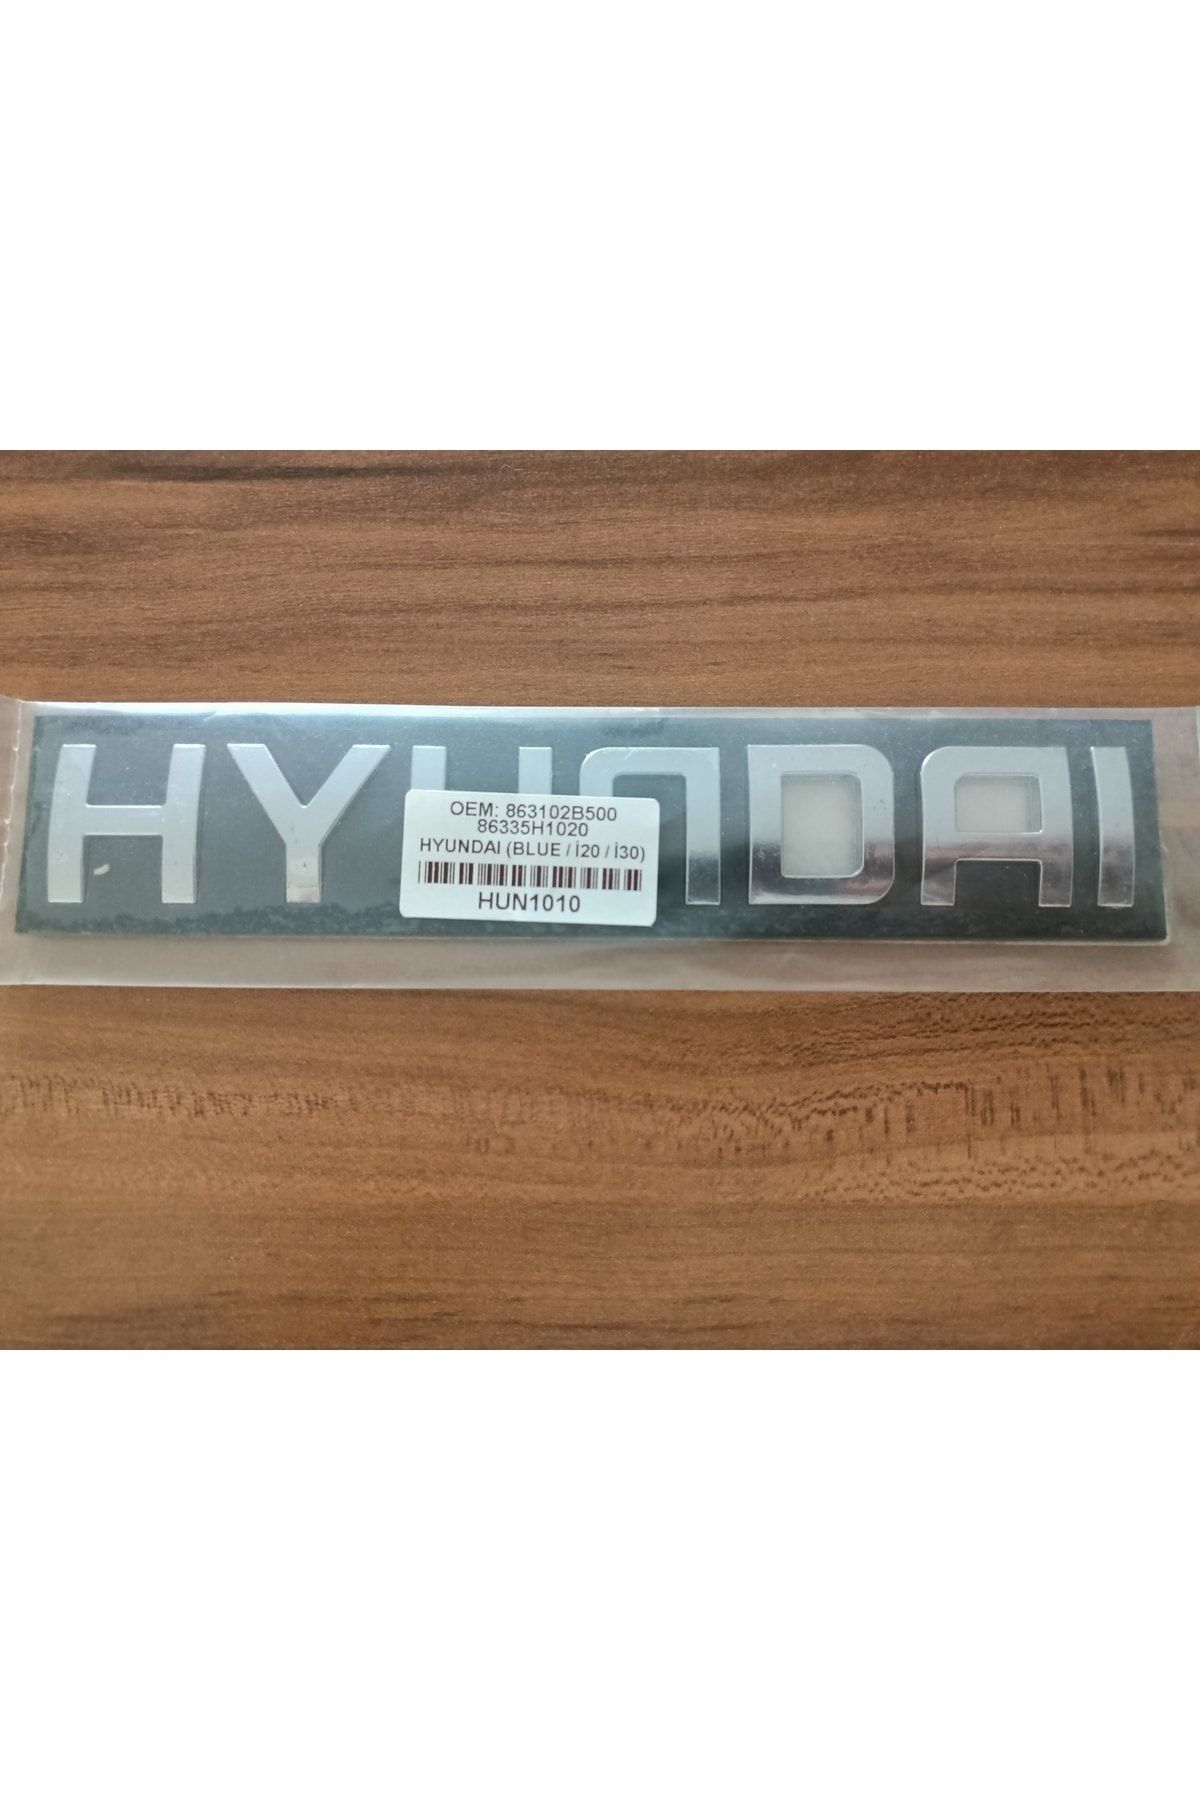 HYUNDAI
OEM: 863102B500
86335H1020
HYUNDAI (BLUE / İ20 / İ30)
HUN1010